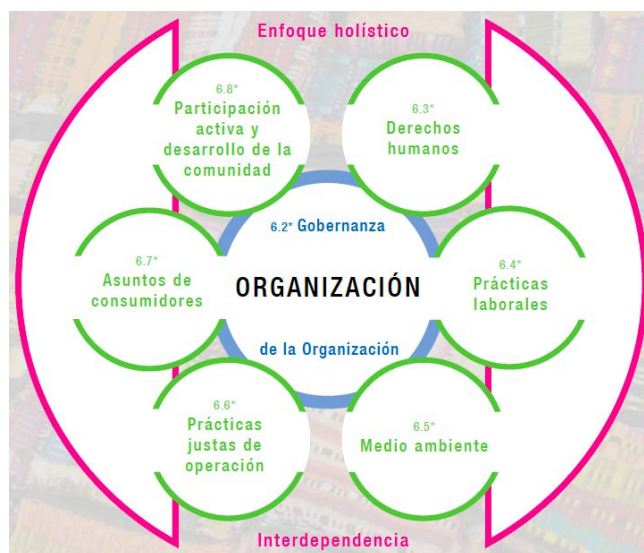 Enfoque holístico
6.8*
Participación
activa y
desarrollo de la
comunidad
6.3*
Derechos
humanos
6.2* Gobernanza
6.7*
Asuntos de
consumidores
ORGANIZACIÓN
6.4*
Prácticas
laborales
de la Organización
6.6*
Prácticas
justas de
operación
6.5*
Medio ambiente
Interdependencia